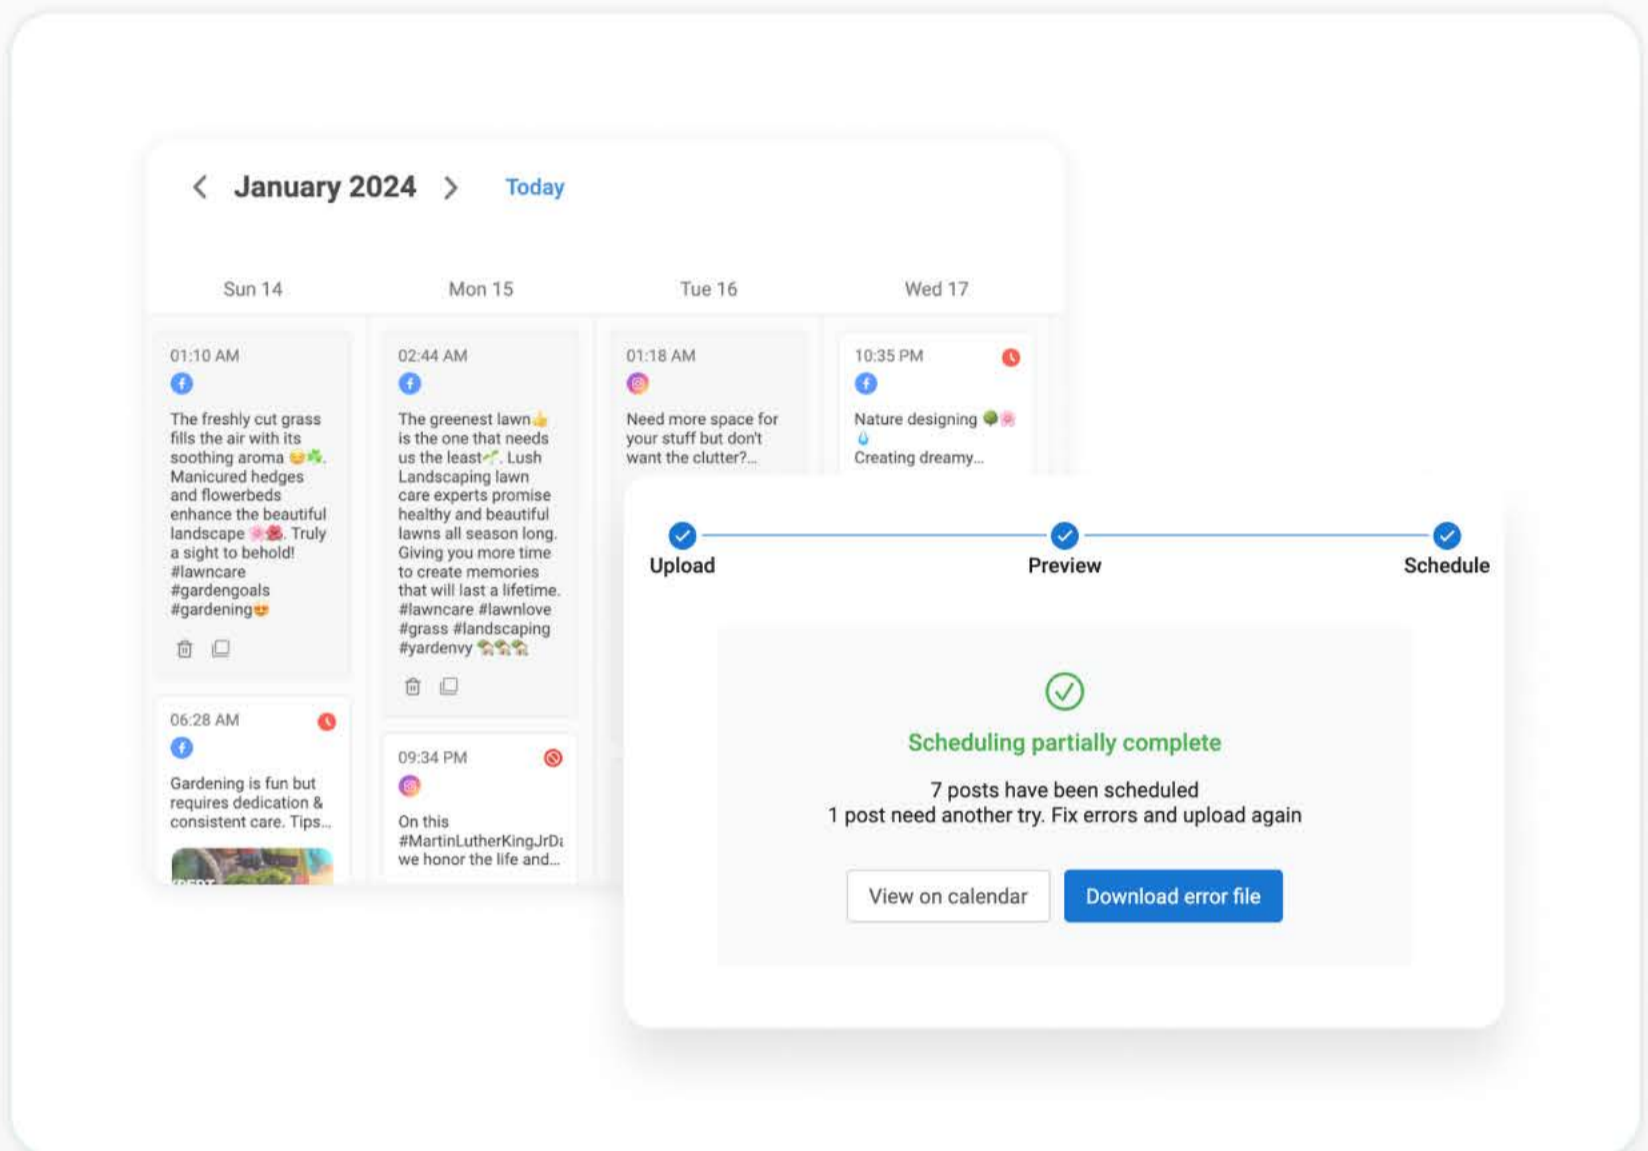 January 2024
Today
Sun 14
Mon 15
Tue 16
Wed 17
01:10 AM
The freshly cut grass
fills the air with its
soothing aroma 😌☘️.
Manicured hedges
and flowerbeds
enhance the beautiful
landscape 🌸🌺. Truly
a sight to behold!
#lawncare
#gardengoals
#gardening😍
06:28 AM
Gardening is fun but
requires dedication &
consistent care. Tips...
02:44 AM
The greenest lawn👍
is the one that needs
us the least🌱. Lush
Landscaping lawn
care experts promise
healthy and beautiful
lawns all season long.
Giving you more time
to create memories
that will last a lifetime.
#lawncare #lawnlove
#grass #landscaping
#yardenvy 🏡🏡🏡
09:34 PM
On this
#MartinLutherKingJrDa
we honor the life and...
01:18 AM
Need more space for
your stuff but don't
want the clutter?...
10:35 PM
Nature designing 🌳🌸
💧
Creating dreamy...
Upload
Preview
Schedule
Scheduling partially complete
7 posts have been scheduled
1 post need another try. Fix errors and upload again
View on calendar
Download error file